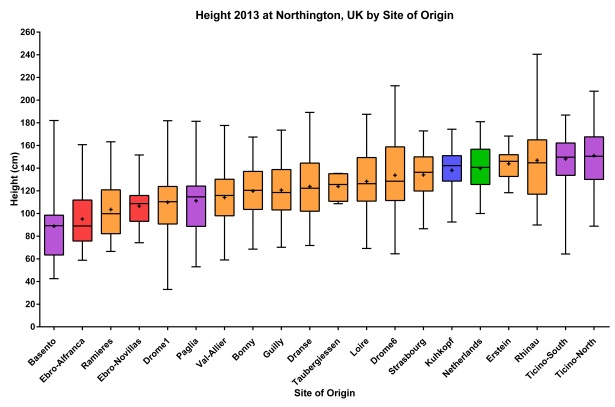 Height 2013 at Northington, UK by Site of Origin
260
240
220
200
180
160
140
120
100
80
60
40
20
0
Height (cm)
Basento
Ebro-Alfranca
Ramieres
Ebro-Novillas
Drome1
Paglia
Val-Allier
Bonny
Guilly
Dranse
Taubergiessen
Loire
Drome6
Strasbourg
Kuhkopf
Netherlands
Erstein
Rhinau
Ticino-South
Ticino-North
Site of Origin